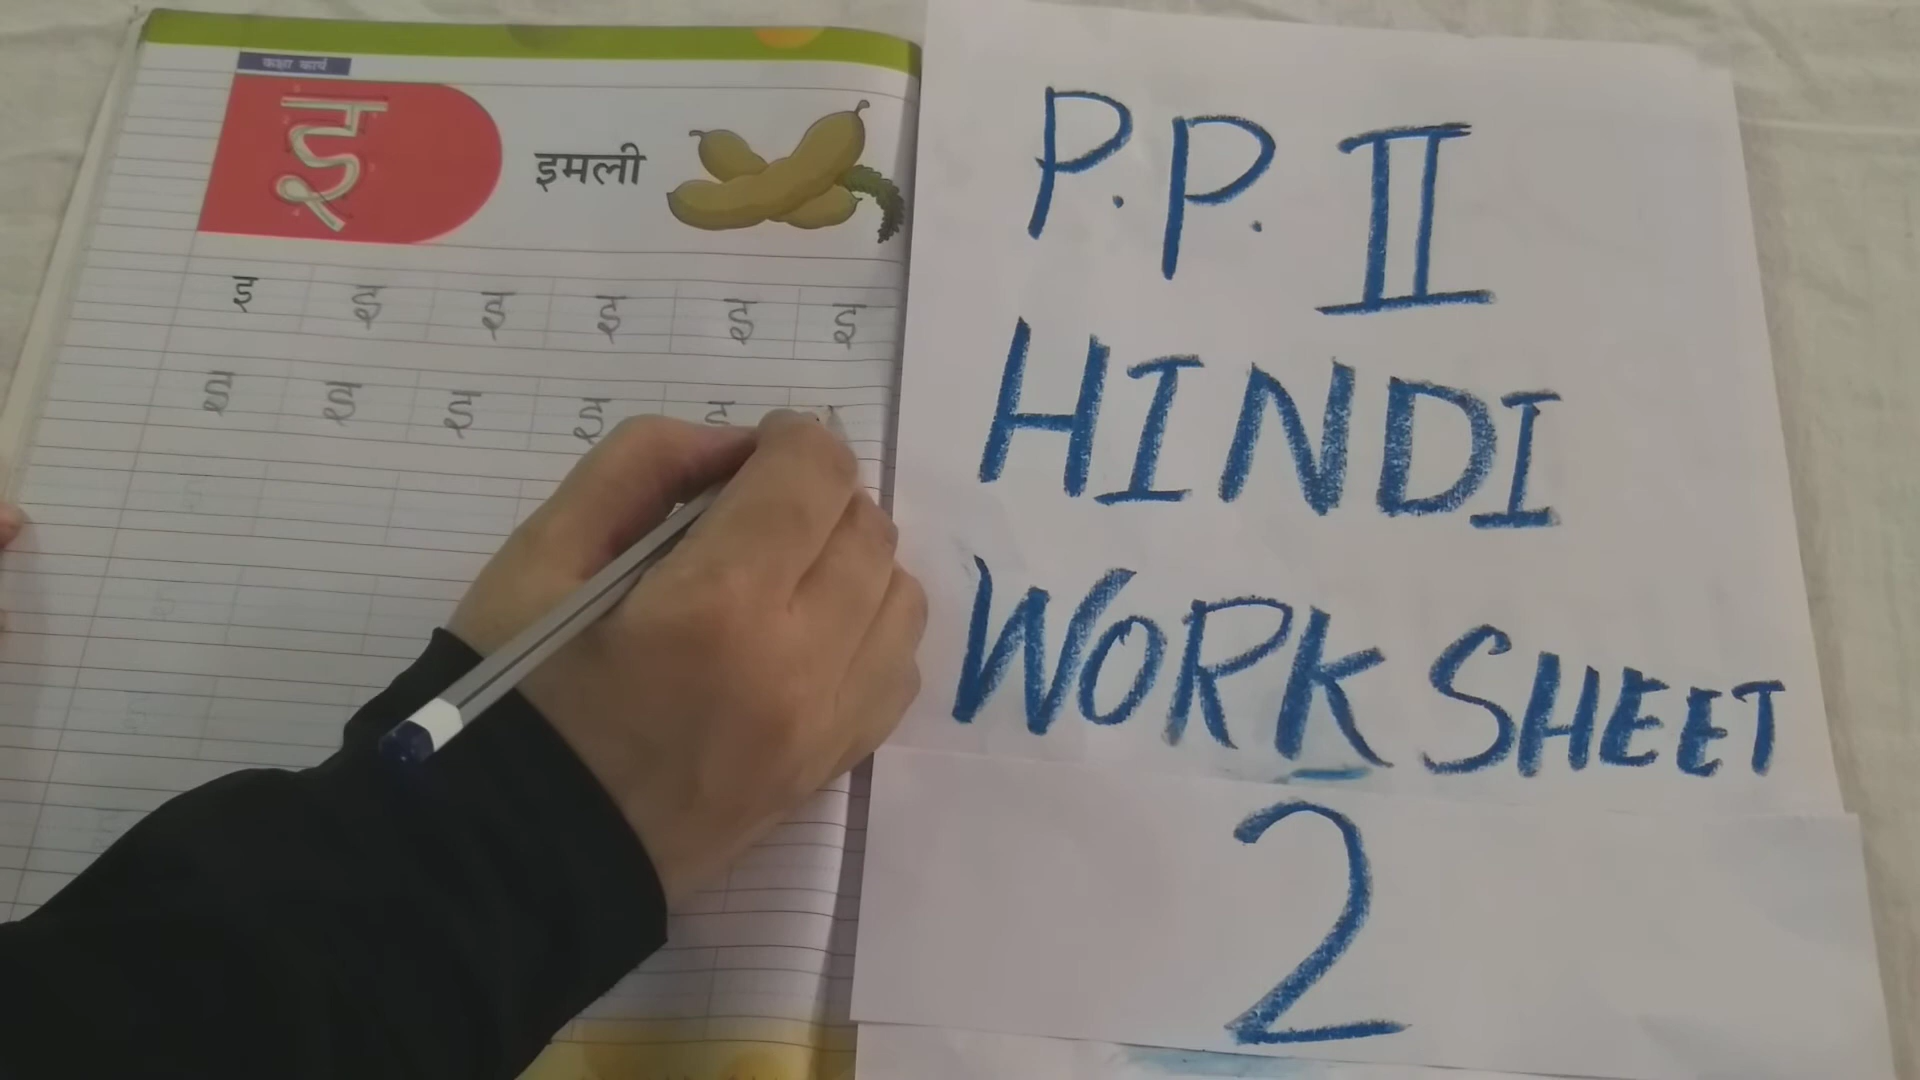 कक्षा कार्य
इ
इमली
इ इ इ इ इ इ
इ इ इ इ इ
P.P. II
HINDI
WORKSHEET
2